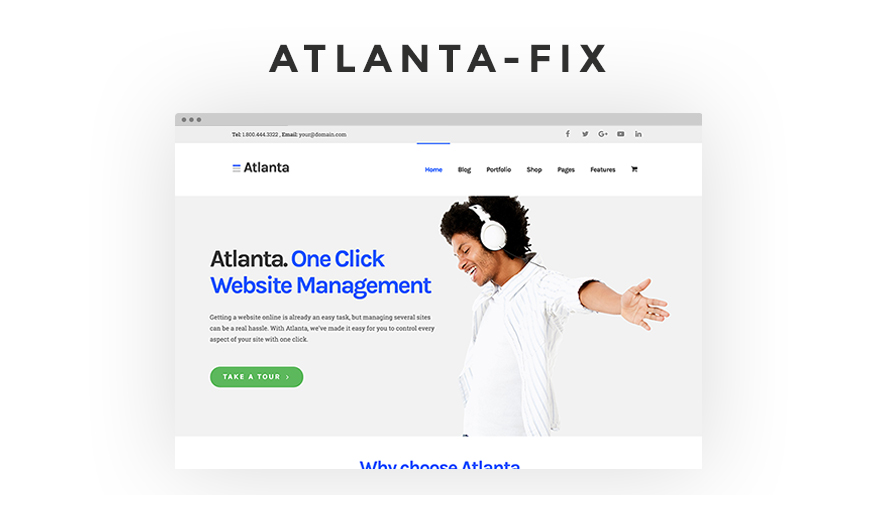 ATLANTA-FIX
Tel: 1.800.444.3322 , Email: your@domain.com
Atlanta
Home Blog Portfolio Shop Pages Features
Atlanta. One Click
Website Management
Getting a website online is already an easy task, but managing several sites
can be a real hassle. With Atlanta, we've made it easy for you to control every
aspect of your site with one click.
TAKE A TOUR ›
Why choose Atlanta